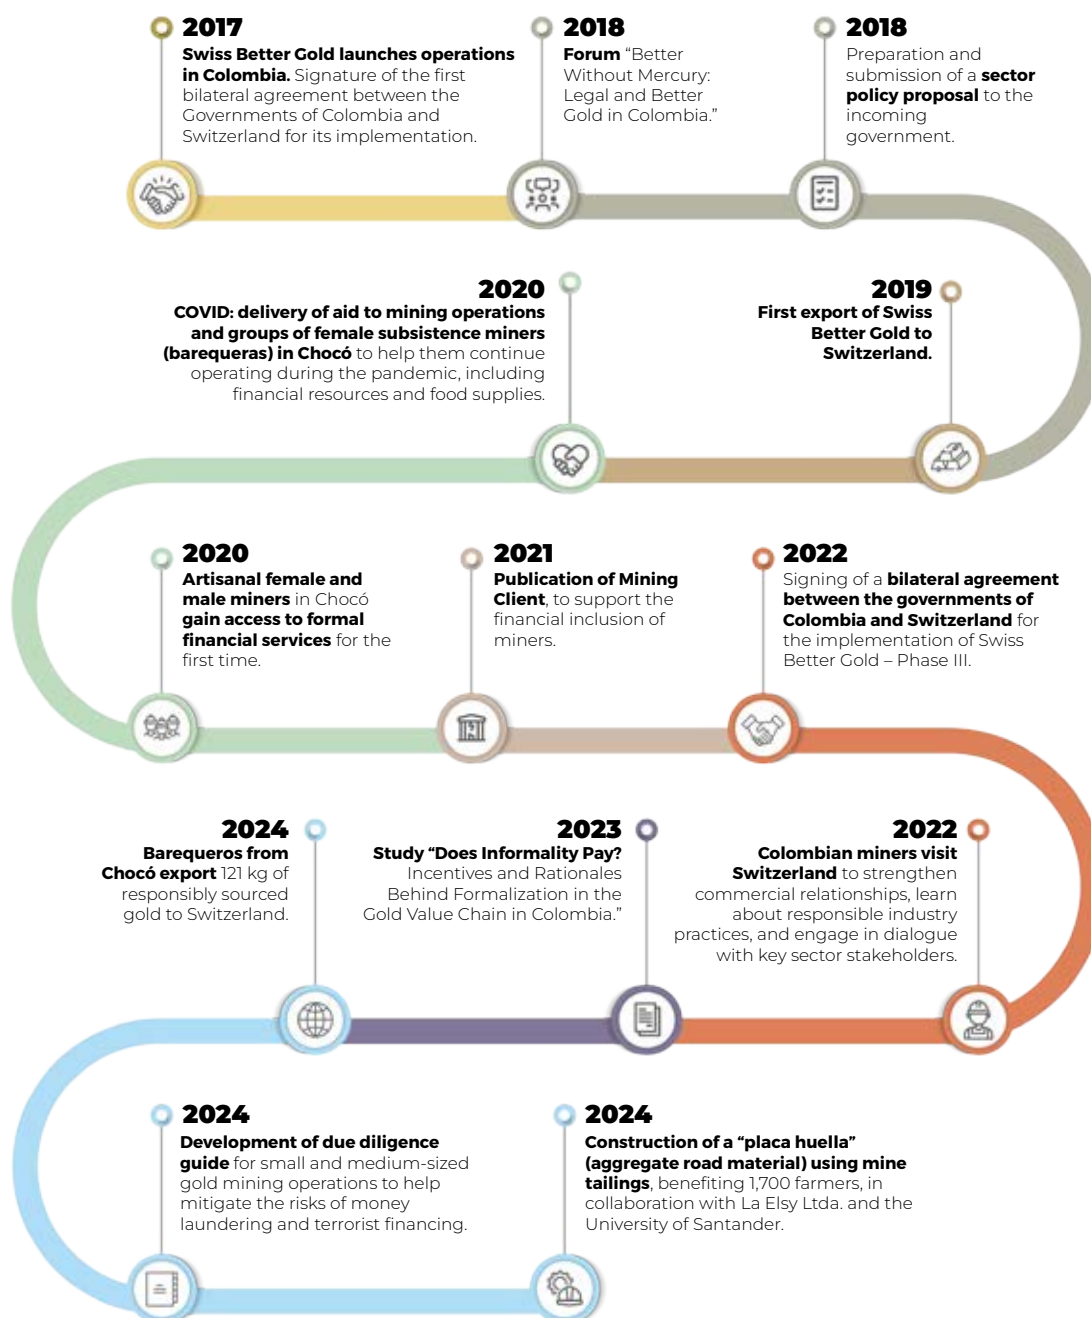 2017
Swiss Better Gold launches operations
in Colombia. Signature of the first
bilateral agreement between the
Governments of Colombia and
Switzerland for its implementation.
2018
Forum “Better
Without Mercury:
Legal and Better
Gold in Colombia.”
2018
Preparation and
submission of a sector
policy proposal to the
incoming
government.
2019
First export of Swiss
Better Gold to
Switzerland.
2020
COVID: delivery of aid to mining operations
and groups of female subsistence miners
(barequeras) in Chocó to help them continue
operating during the pandemic, including
financial resources and food supplies.
2020
Artisanal female and
male miners in Chocó
gain access to formal
financial services for the
first time.
2021
Publication of Mining
Client, to support the
financial inclusion of
miners.
2022
Signing of a bilateral agreement
between the governments of
Colombia and Switzerland for
the implementation of Swiss
Better Gold – Phase III.
2022
Colombian miners visit
Switzerland to strengthen
commercial relationships, learn
about responsible industry
practices, and engage in dialogue
with key sector stakeholders.
2023
Study “Does Informality Pay?
Incentives and Rationales
Behind Formalization in the
Gold Value Chain in Colombia.”
2024
Barequeros from
Chocó export 121 kg of
responsibly sourced
gold to Switzerland.
2024
Development of due diligence
guide for small and medium-sized
gold mining operations to help
mitigate the risks of money
laundering and terrorist financing.
2024
Construction of a “placa huella”
(aggregate road material) using mine
tailings, benefiting 1,700 farmers, in
collaboration with La Elsy Ltda. and the
University of Santander.